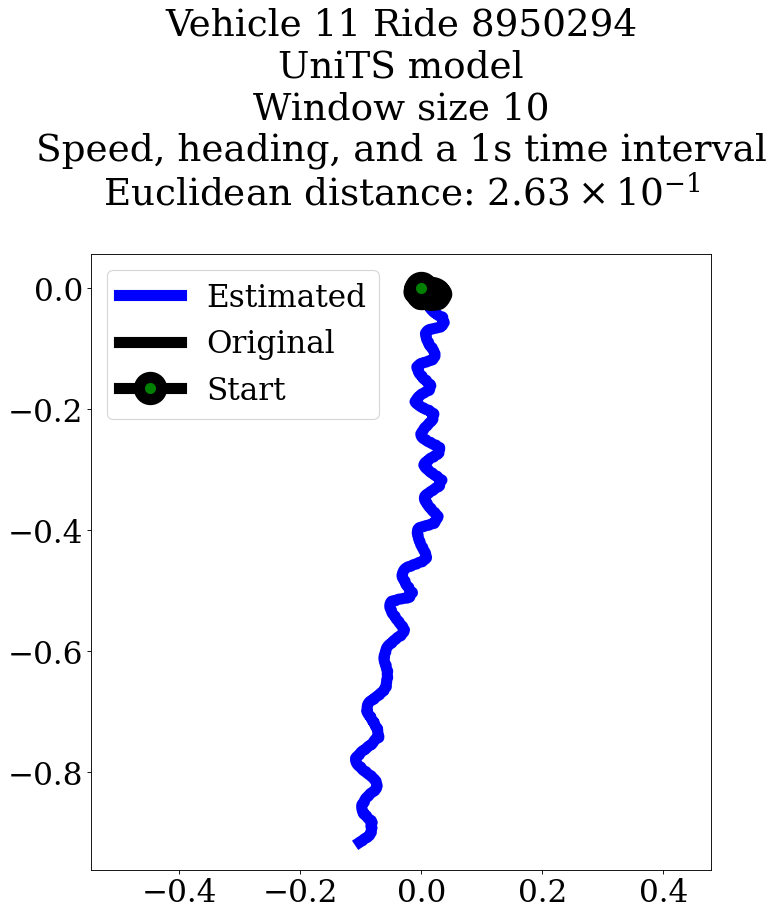 Vehicle 11 Ride 8950294
UniTS model
Window size 10
Speed, heading, and a 1s time interval
Euclidean distance: 2.63 × 10⁻¹
Estimated
Original
Start
0.0
−0.2
−0.4
−0.6
−0.8
−0.4
−0.2
0.0
0.2
0.4